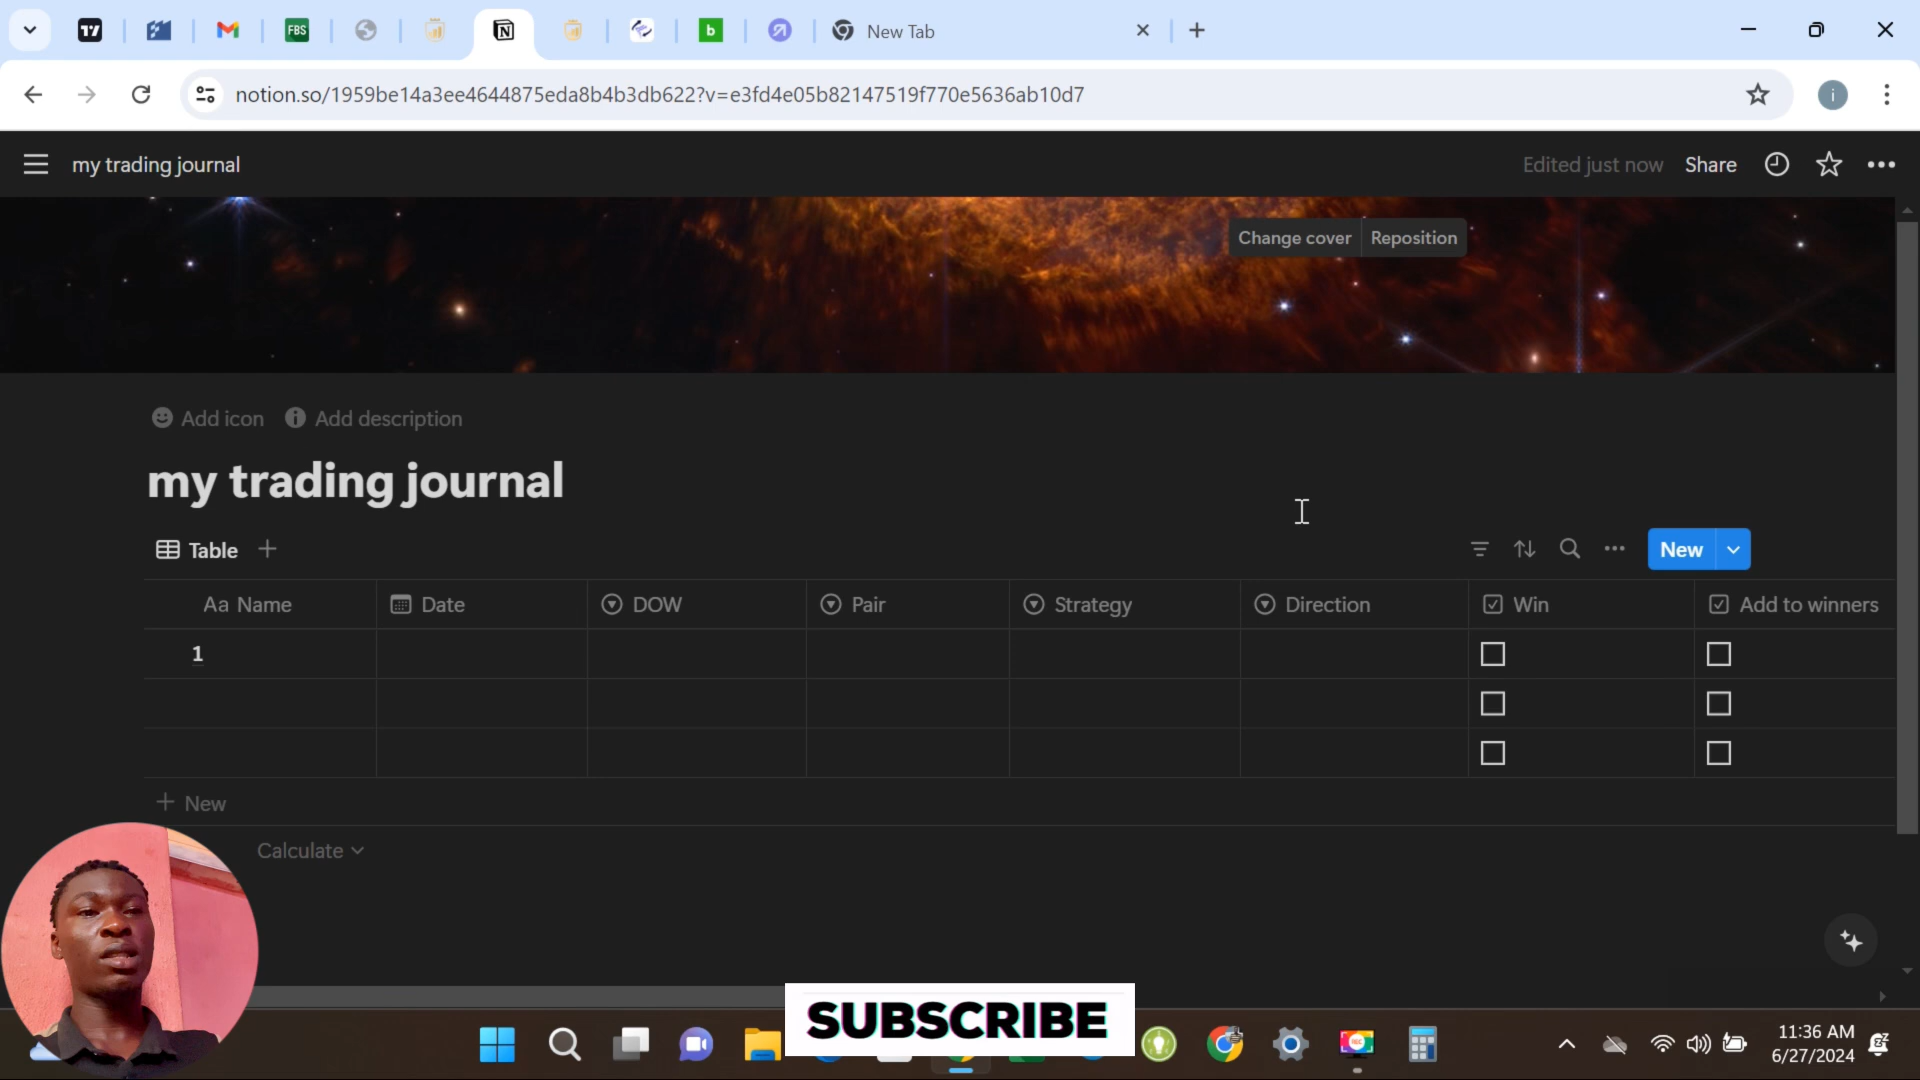 FBS
b
New Tab
notion.so/1959be14a3ee4644875eda8b4b3db622?v=e3fd4e05b82147519f770e5636ab10d7
i
my trading journal
Edited just now
Share
Change cover
Reposition
Add icon
Add description
my trading journal
Table
New
Aa Name
Date
DOW
Pair
Strategy
Direction
Win
Add to winners
1
New
Calculate
SUBSCRIBE
11:36 AM
6/27/2024